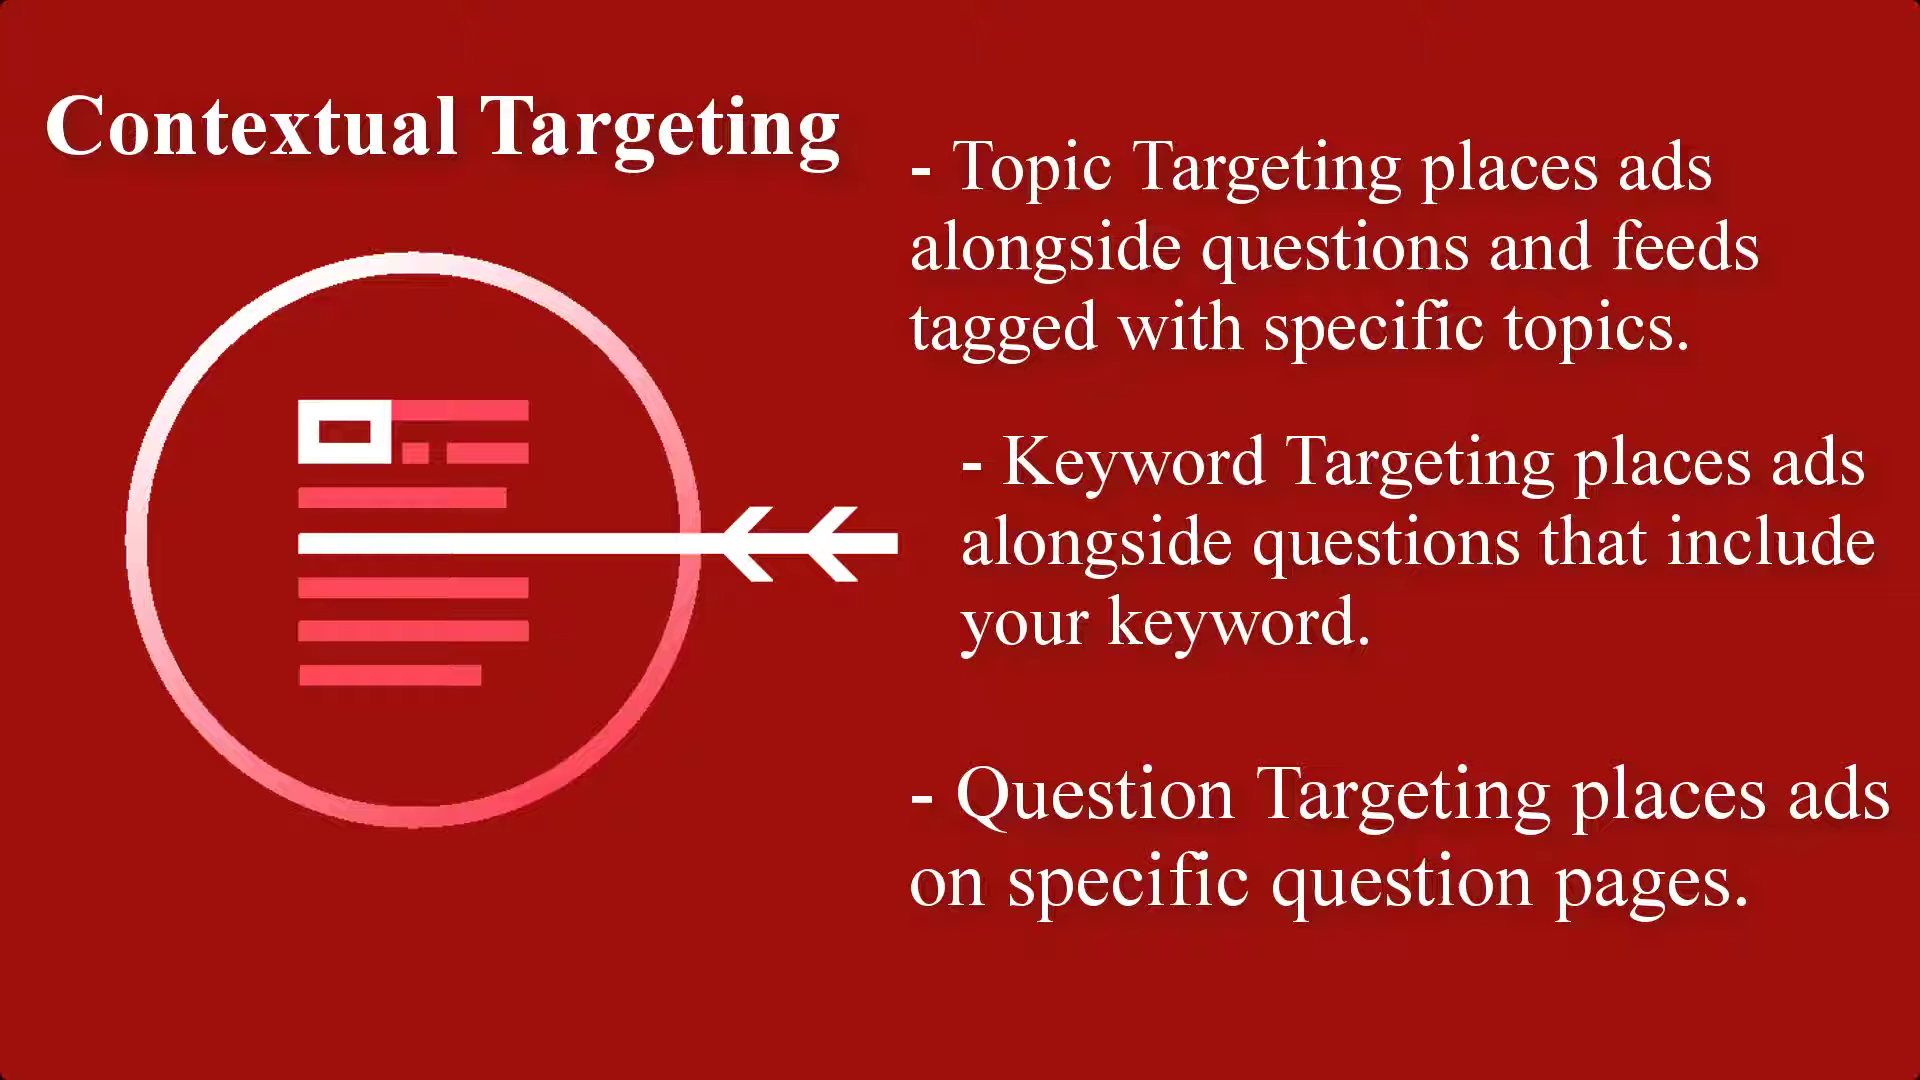 Contextual Targeting
- Topic Targeting places ads
alongside questions and feeds
tagged with specific topics.
- Keyword Targeting places ads
alongside questions that include
your keyword.
- Question Targeting places ads
on specific question pages.